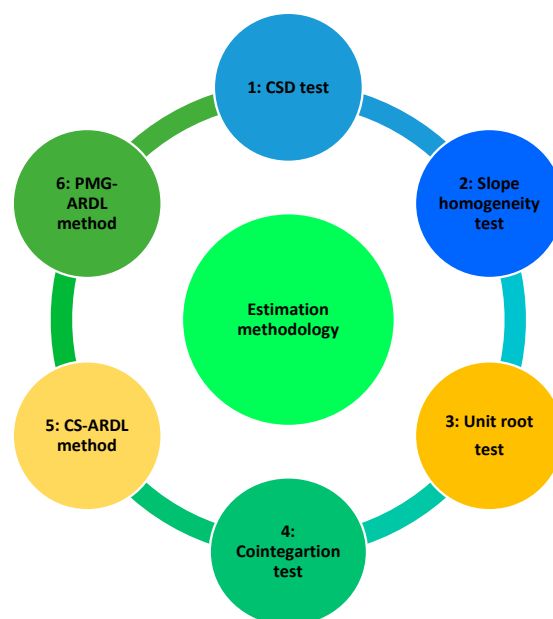 1: CSD test
2: Slope
homogeneity
test
3: Unit root
test
4:
Cointegartion
test
5: CS-ARDL
method
6: PMG-
ARDL
method
Estimation
methodology